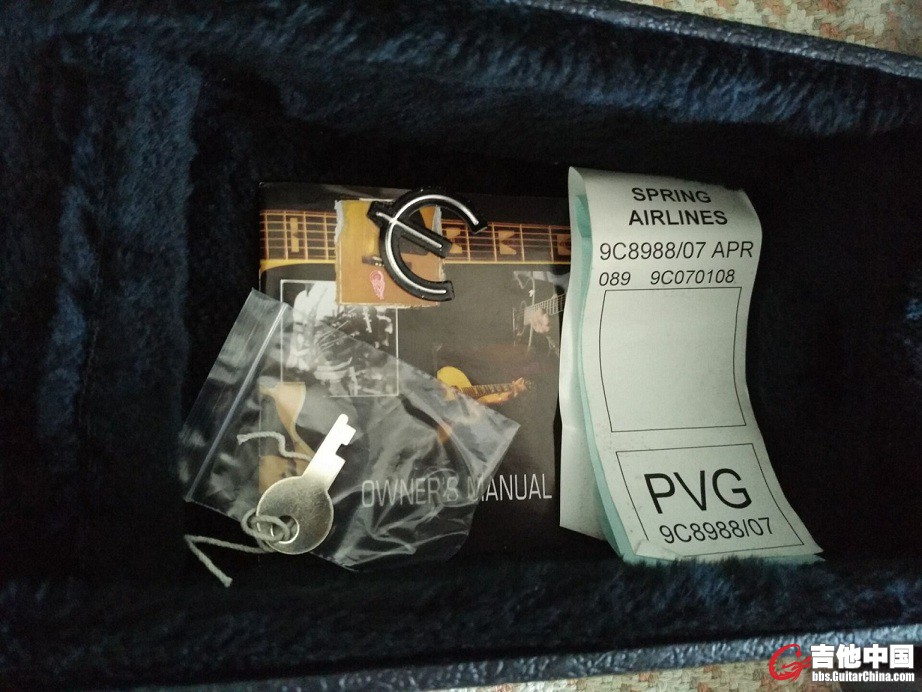 SPRING
AIRLINES
9C8988/07 APR
089 9C070108
OWNER'S MANUAL
PVG
9C8988/07
吉他中国
bbs.GuitarChina.com